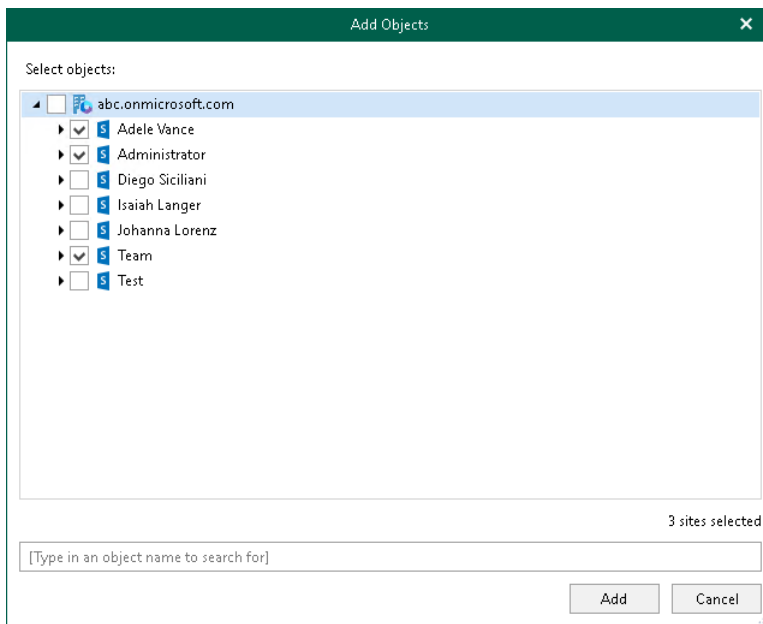 Add Objects
Select objects:
abc.onmicrosoft.com
S Adele Vance
S Administrator
S Diego Siciliani
S Isaiah Langer
S Johanna Lorenz
S Team
S Test
3 sites selected
[Type in an object name to search for]
Add Cancel